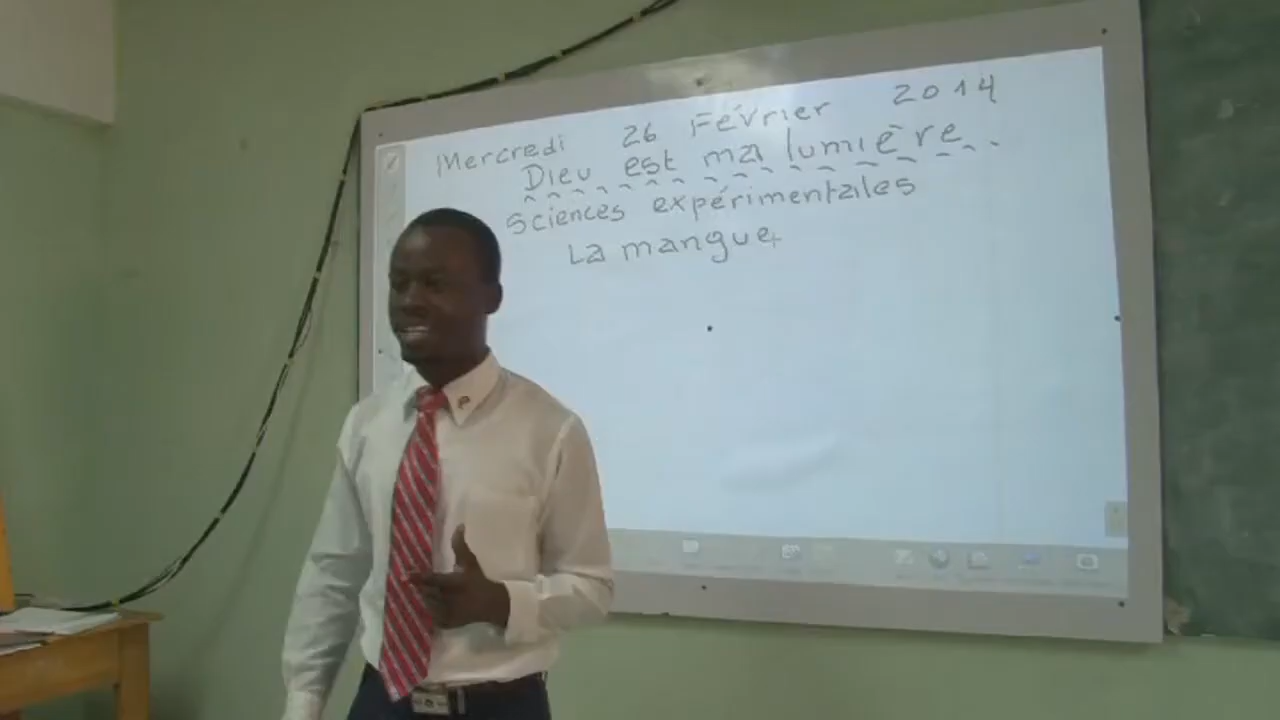 Mercredi 26 Février 2014
Dieu est ma lumière.
Sciences expérimentales
La mangue